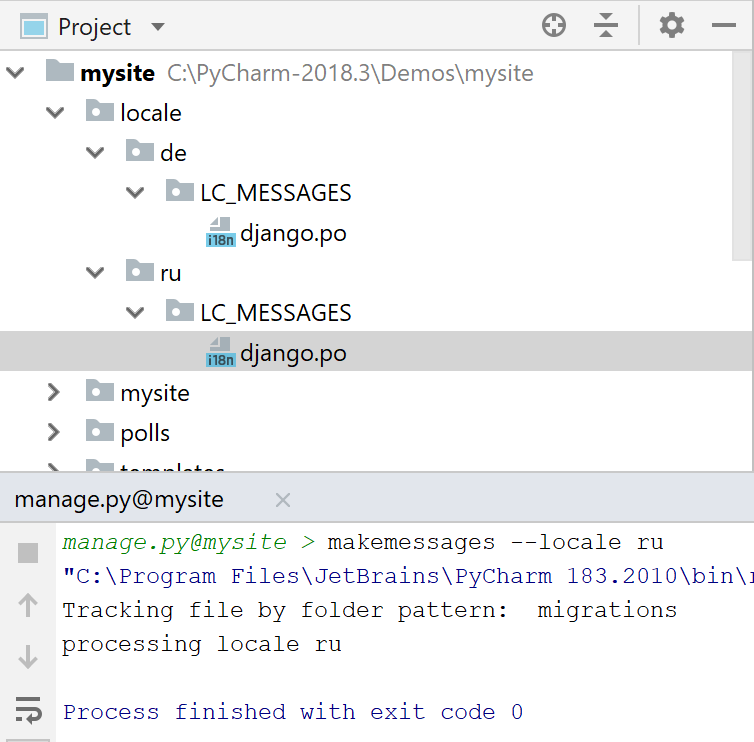 Project
mysite C:\PyCharm-2018.3\Demos\mysite
locale
de
LC_MESSAGES
i18n django.po
ru
LC_MESSAGES
i18n django.po
mysite
polls
templates
manage.py@mysite
manage.py@mysite > makemessages --locale ru
"C:\Program Files\JetBrains\PyCharm 183.2010\bin\
Tracking file by folder pattern:  migrations
processing locale ru
Process finished with exit code 0